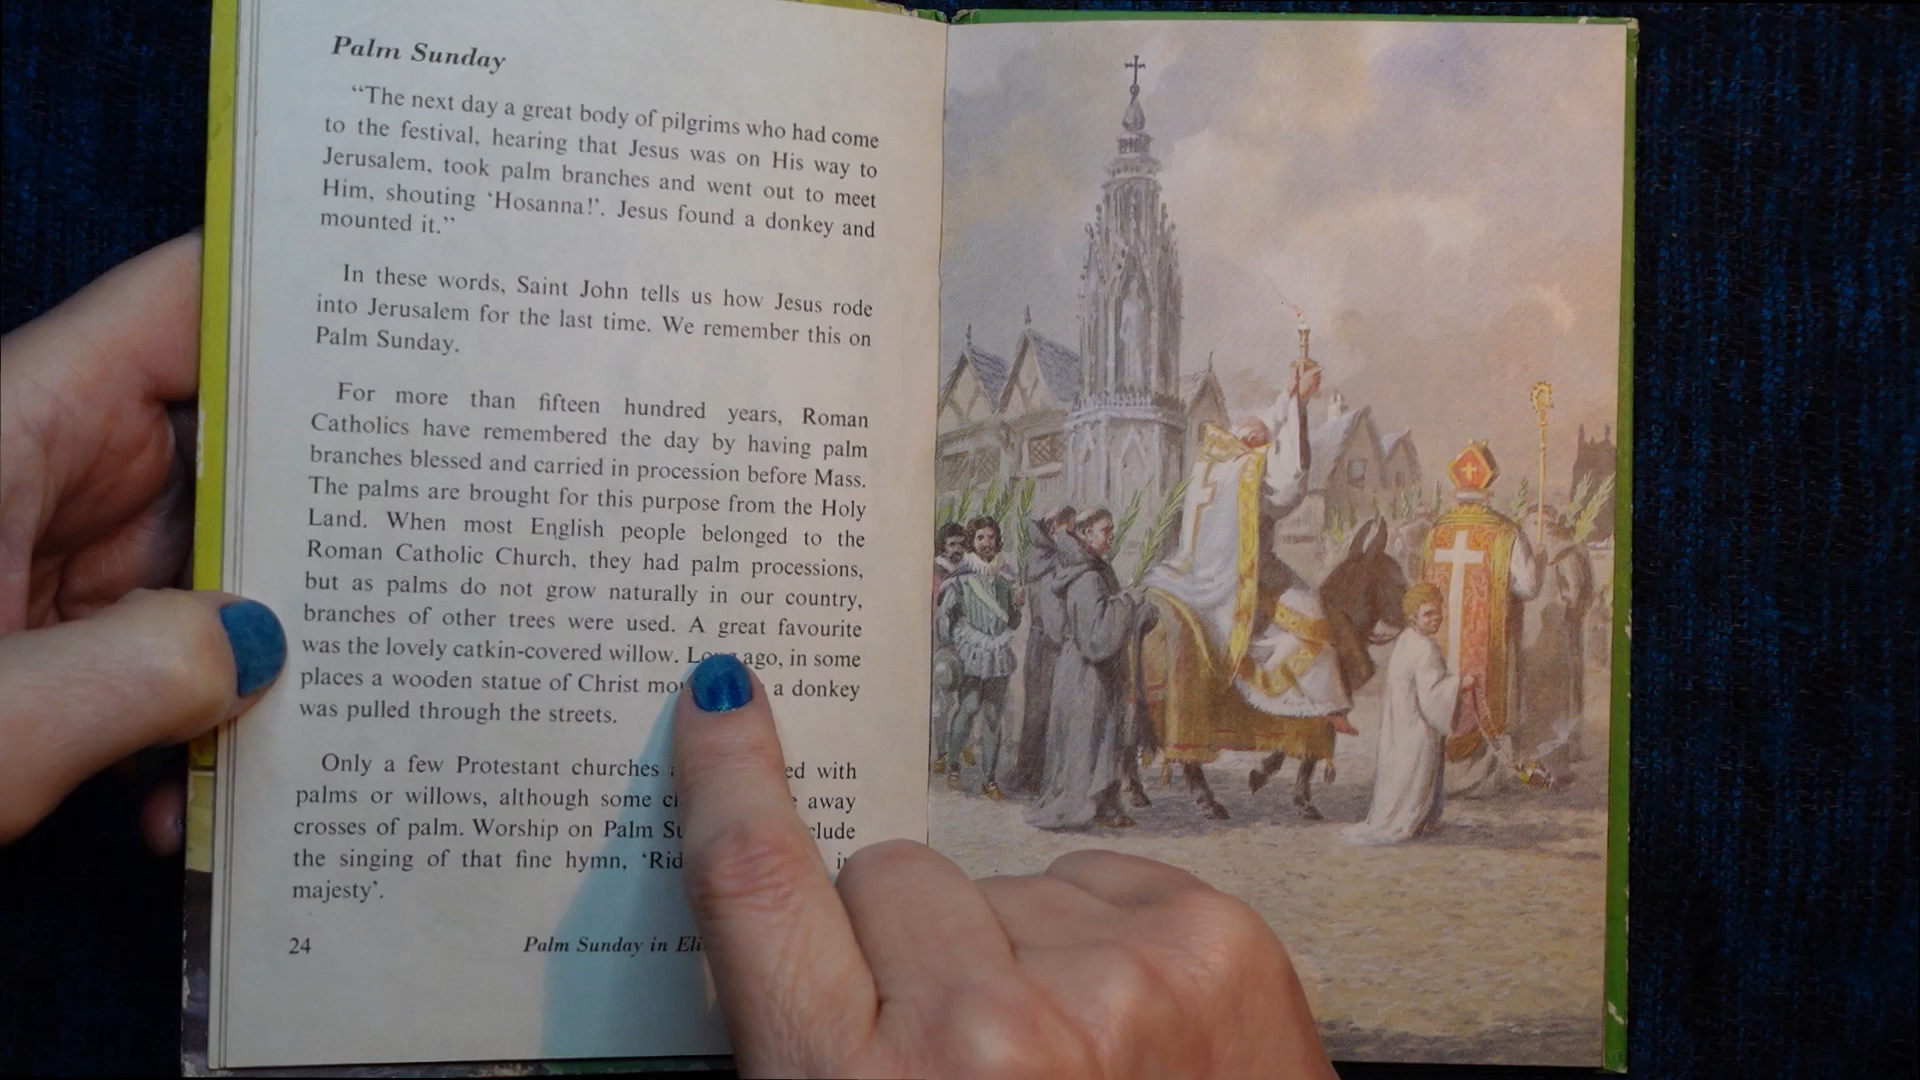 Palm Sunday
“The next day a great body of pilgrims who had come
to the festival, hearing that Jesus was on His way to
Jerusalem, took palm branches and went out to meet
Him, shouting ‘Hosanna!’. Jesus found a donkey and
mounted it.”
In these words, Saint John tells us how Jesus rode
into Jerusalem for the last time. We remember this on
Palm Sunday.
For more than fifteen hundred years, Roman
Catholics have remembered the day by having palm
branches blessed and carried in procession before Mass.
The palms are brought for this purpose from the Holy
Land. When most English people belonged to the
Roman Catholic Church, they had palm processions,
but as palms do not grow naturally in our country,
branches of other trees were used. A great favourite
was the lovely catkin-covered willow. Long ago, in some
places a wooden statue of Christ a donkey
was pulled through the streets.
Only a few Protestant churches with
palms or willows, although some away
crosses of palm. Worship on Palm
the singing of that fine hymn,
majesty’.
24
Palm Sunday in